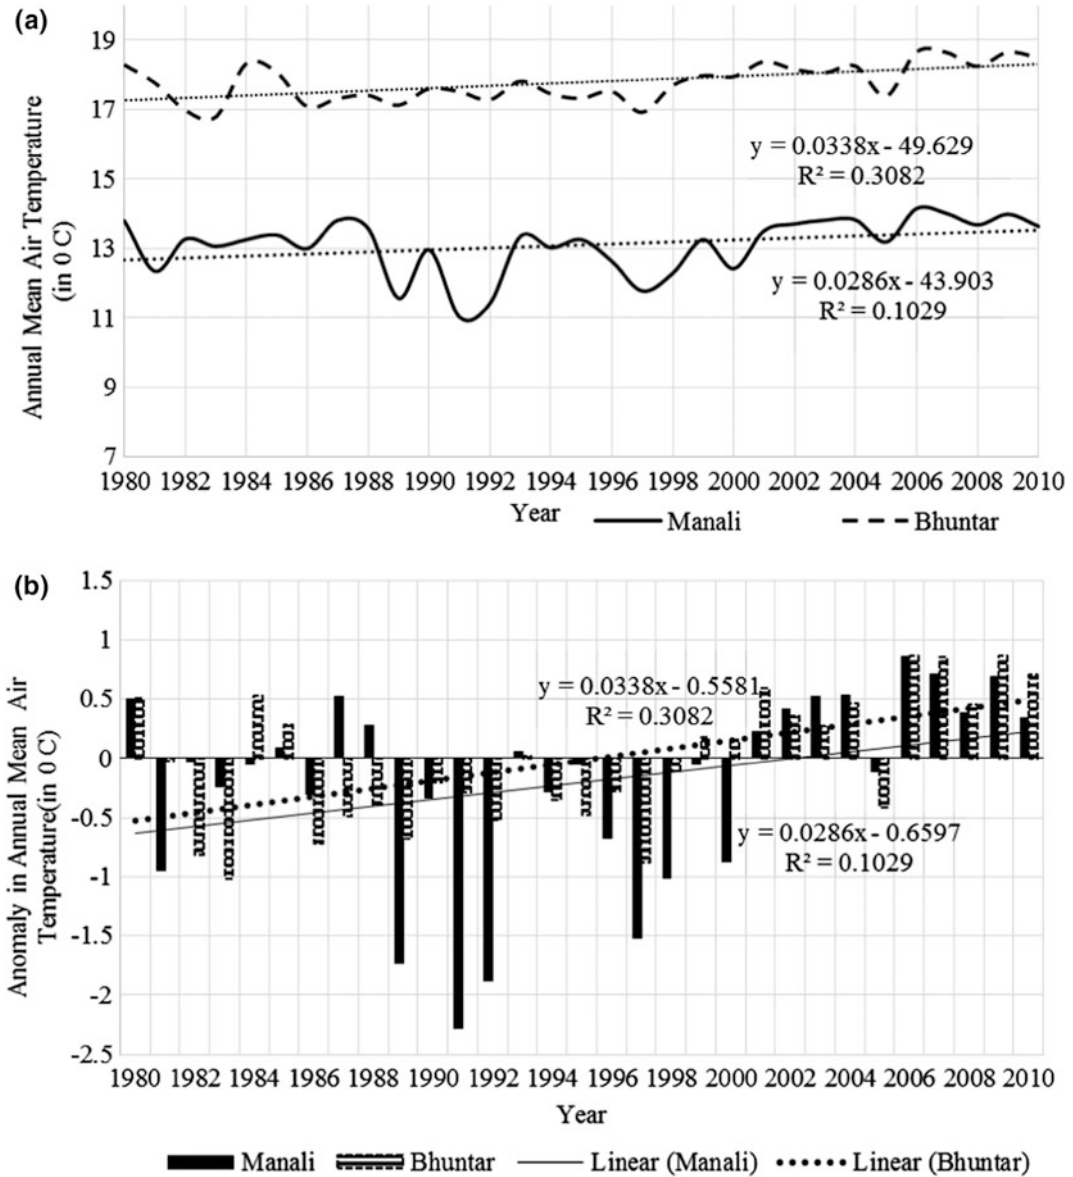 (a)
19
17
15
13
11
9
7
Annual Mean Air Temperature
(in 0 C)
y = 0.0338x - 49.629
R² = 0.3082
y = 0.0286x - 43.903
R² = 0.1029
1980 1982 1984 1986 1988 1990 1992 1994 1996 1998 2000 2002 2004 2006 2008 2010
Year
Manali
Bhuntar
(b)
1.5
1
0.5
0
-0.5
-1
-1.5
-2
-2.5
Anomaly in Annual Mean Air
Temperature(in 0 C)
y = 0.0338x - 0.5581
R² = 0.3082
y = 0.0286x - 0.6597
R² = 0.1029
1980 1982 1984 1986 1988 1990 1992 1994 1996 1998 2000 2002 2004 2006 2008 2010
Year
Manali
Bhuntar
Linear (Manali)
Linear (Bhuntar)